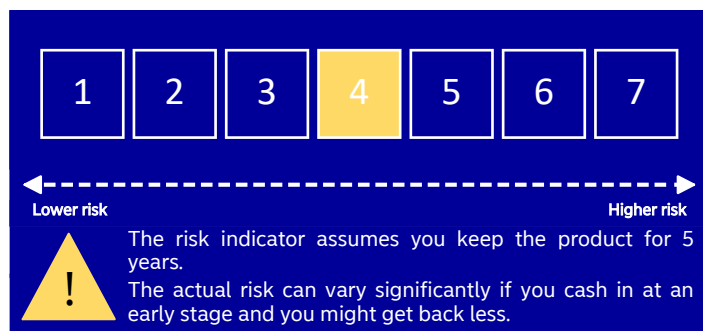 1 2 3 4 5 6 7
Lower risk Higher risk
The risk indicator assumes you keep the product for 5
years.
!
The actual risk can vary significantly if you cash in at an
early stage and you might get back less.